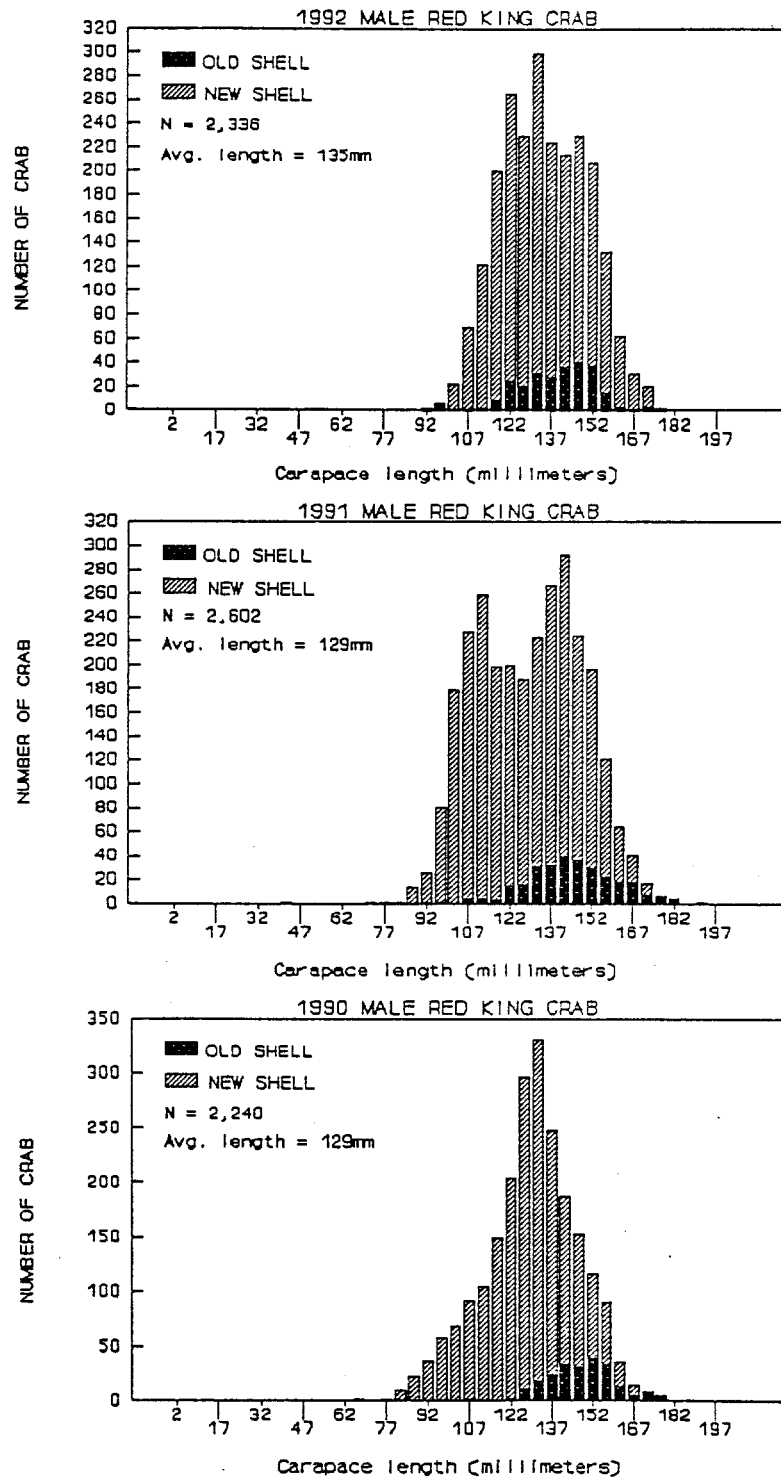 1992 MALE RED KING CRAB
320
300
280
260
240
220
200
180
160
140
120
100
80
60
40
20
0
NUMBER OF CRAB
OLD SHELL
NEW SHELL
N = 2,336
Avg. length = 135mm
2 32 62 92 122 152 182
17 47 77 107 137 167 197
Carapace length (millimeters)
1991 MALE RED KING CRAB
320
300
280
260
240
220
200
180
160
140
120
100
80
60
40
20
0
NUMBER OF CRAB
OLD SHELL
NEW SHELL
N = 2,602
Avg. length = 129mm
2 32 62 92 122 152 182
17 47 77 107 137 167 197
Carapace length (millimeters)
1990 MALE RED KING CRAB
350
300
250
200
150
100
50
0
NUMBER OF CRAB
OLD SHELL
NEW SHELL
N = 2,240
Avg. length = 129mm
2 32 62 92 122 152 182
17 47 77 107 137 167 197
Carapace length (millimeters)